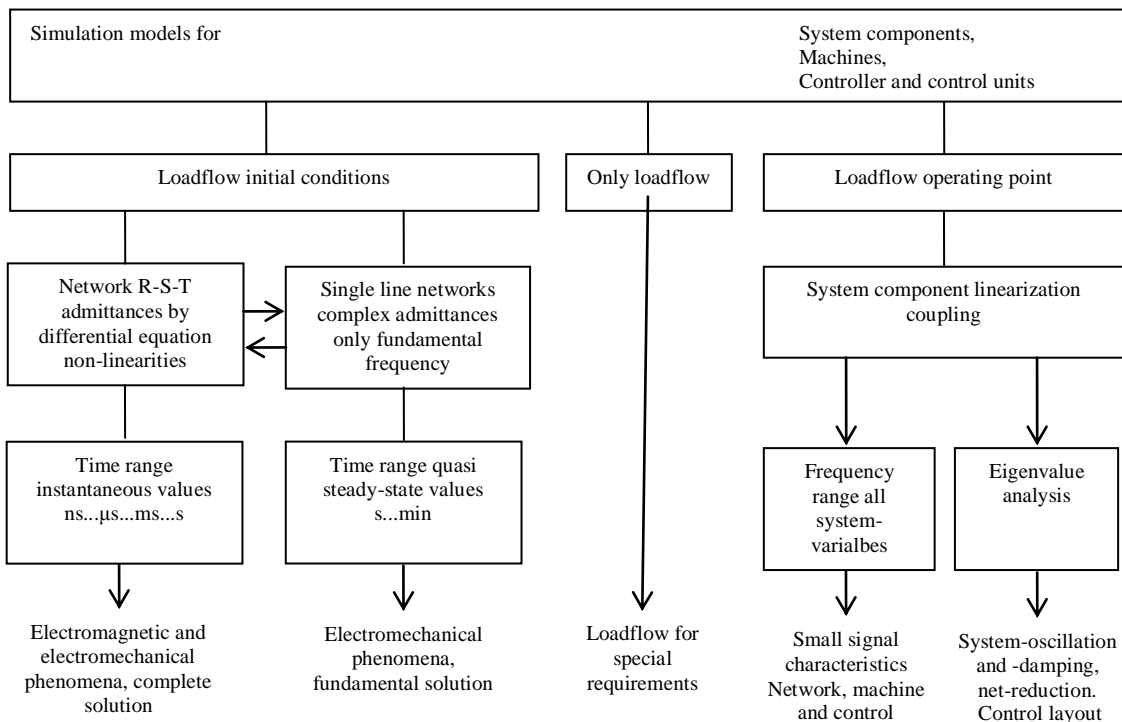 Simulation models for
System components,
Machines,
Controller and control units
Loadflow initial conditions
Only loadflow
Loadflow operating point
Network R-S-T
admittances by
differential equation
non-linearities
Single line networks
complex admittances
only fundamental
frequency
System component linearization
coupling
Time range
instantaneous values
ns...μs...ms...s
Time range quasi
steady-state values
s...min
Frequency
range all
system-
varialbes
Eigenvalue
analysis
Electromagnetic and
electromechanical
phenomena, complete
solution
Electromechanical
phenomena,
fundamental solution
Loadflow for
special
requirements
Small signal
characteristics
Network, machine
and control
System-oscillation
and -damping,
net-reduction.
Control layout